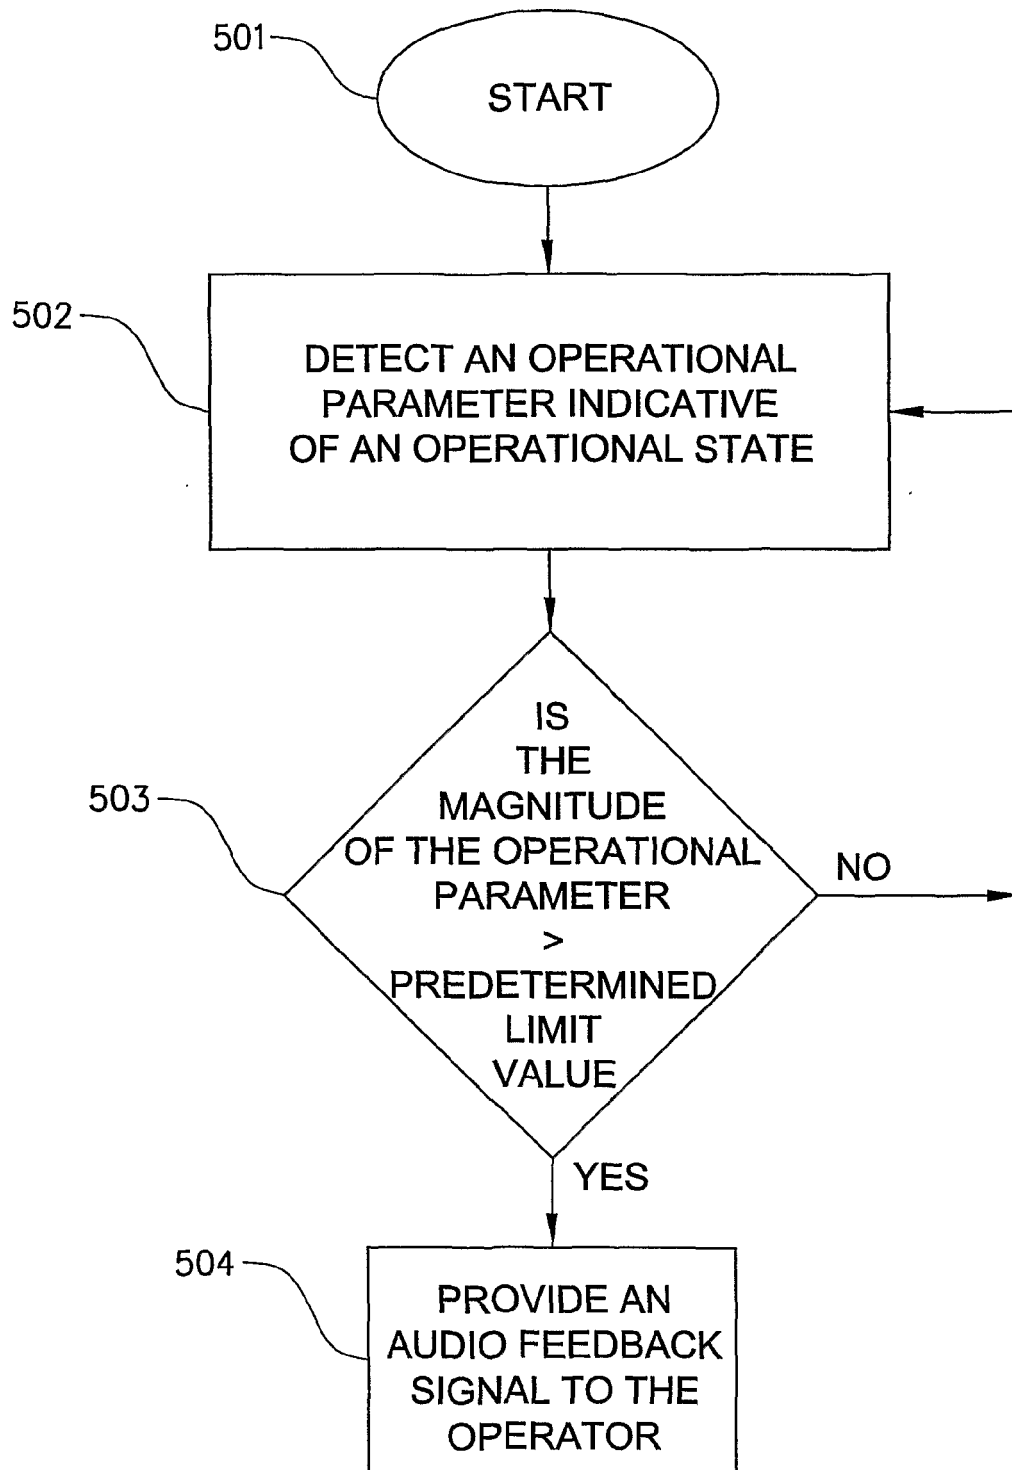 501
START
502
DETECT AN OPERATIONAL
PARAMETER INDICATIVE
OF AN OPERATIONAL STATE
503
IS
THE
MAGNITUDE
OF THE OPERATIONAL
PARAMETER
>
PREDETERMINED
LIMIT
VALUE
NO
YES
504
PROVIDE AN
AUDIO FEEDBACK
SIGNAL TO THE
OPERATOR